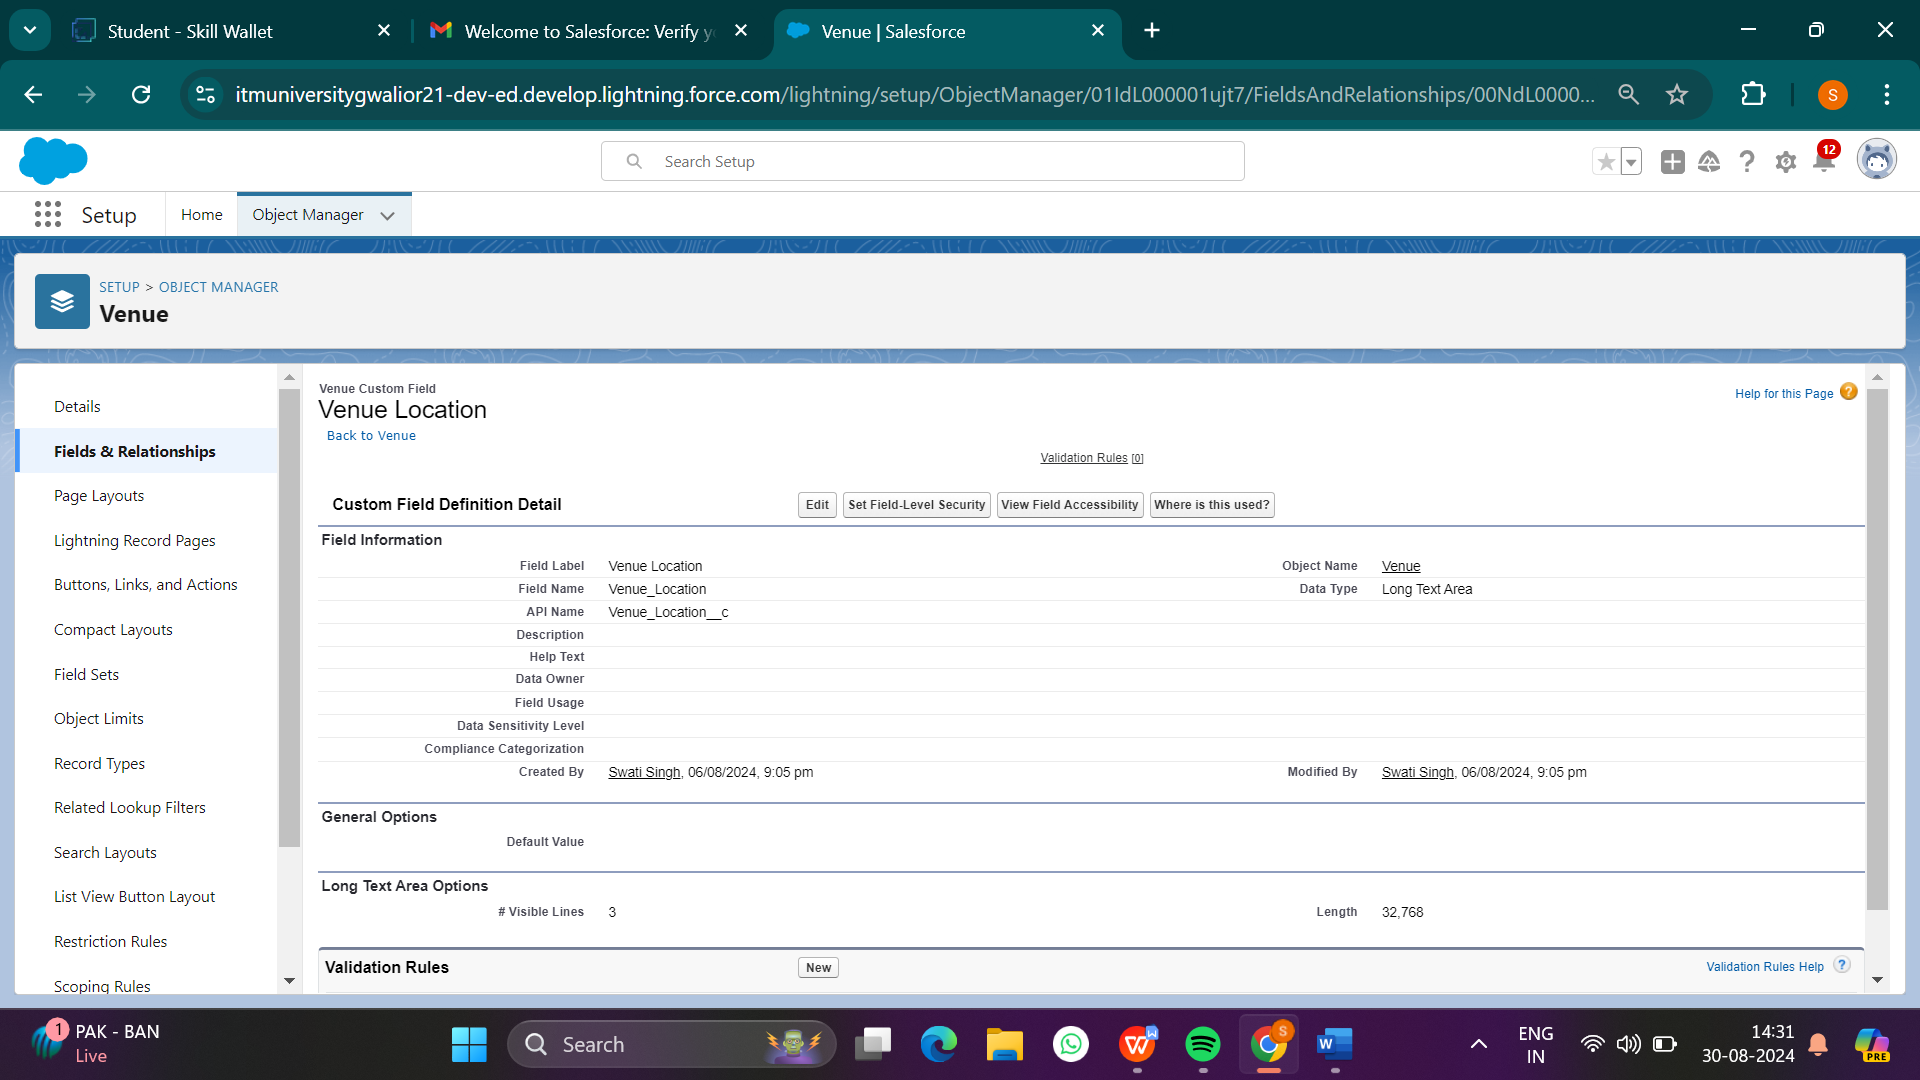 Student - Skill Wallet
Welcome to Salesforce: Verify y
Venue | Salesforce
itmuniversitygwalior21-dev-ed.develop.lightning.force.com/lightning/setup/ObjectManager/01IdL000001ujt7/FieldsAndRelationships/00NdL0000...
S
Search Setup
12
Setup
Home
Object Manager
SETUP > OBJECT MANAGER
Venue
Details
Fields & Relationships
Page Layouts
Lightning Record Pages
Buttons, Links, and Actions
Compact Layouts
Field Sets
Object Limits
Record Types
Related Lookup Filters
Search Layouts
List View Button Layout
Restriction Rules
Scoping Rules
Venue Custom Field
Venue Location
Back to Venue
Help for this Page
Validation Rules [0]
Custom Field Definition Detail
Edit
Set Field-Level Security
View Field Accessibility
Where is this used?
Field Information
Field Label Venue Location Object Name Venue
Field Name Venue_Location Data Type Long Text Area
API Name Venue_Location__c
Description
Help Text
Data Owner
Field Usage
Data Sensitivity Level
Compliance Categorization
Created By Swati Singh, 06/08/2024, 9:05 pm Modified By Swati Singh, 06/08/2024, 9:05 pm
General Options
Default Value
Long Text Area Options
# Visible Lines 3 Length 32,768
Validation Rules
New
Validation Rules Help ?
1
PAK - BAN
Live
Search
S
W
ENG
IN
14:31
30-08-2024
PRE